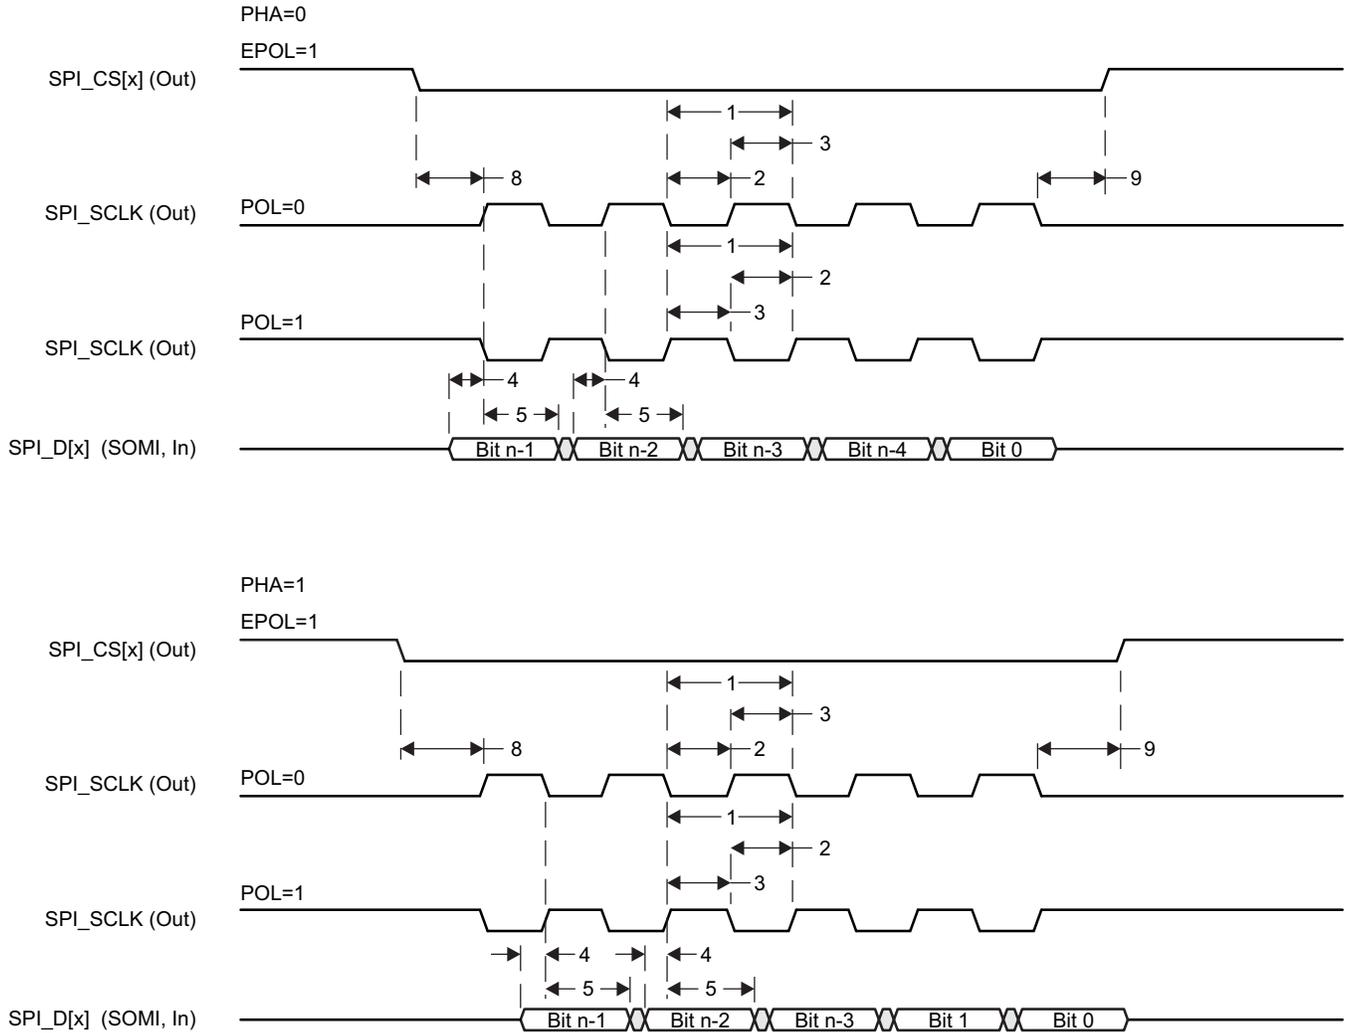 PHA=0
EPOL=1
SPI_CS[x] (Out)
1
3
8
2
9
SPI_SCLK (Out)
POL=0
1
2
3
POL=1
SPI_SCLK (Out)
4
4
5
5
SPI_D[x] (SOMI, In)
Bit n-1
Bit n-2
Bit n-3
Bit n-4
Bit 0
PHA=1
EPOL=1
SPI_CS[x] (Out)
1
3
8
2
9
SPI_SCLK (Out)
POL=0
1
2
3
POL=1
SPI_SCLK (Out)
4
4
5
5
SPI_D[x] (SOMI, In)
Bit n-1
Bit n-2
Bit n-3
Bit 1
Bit 0